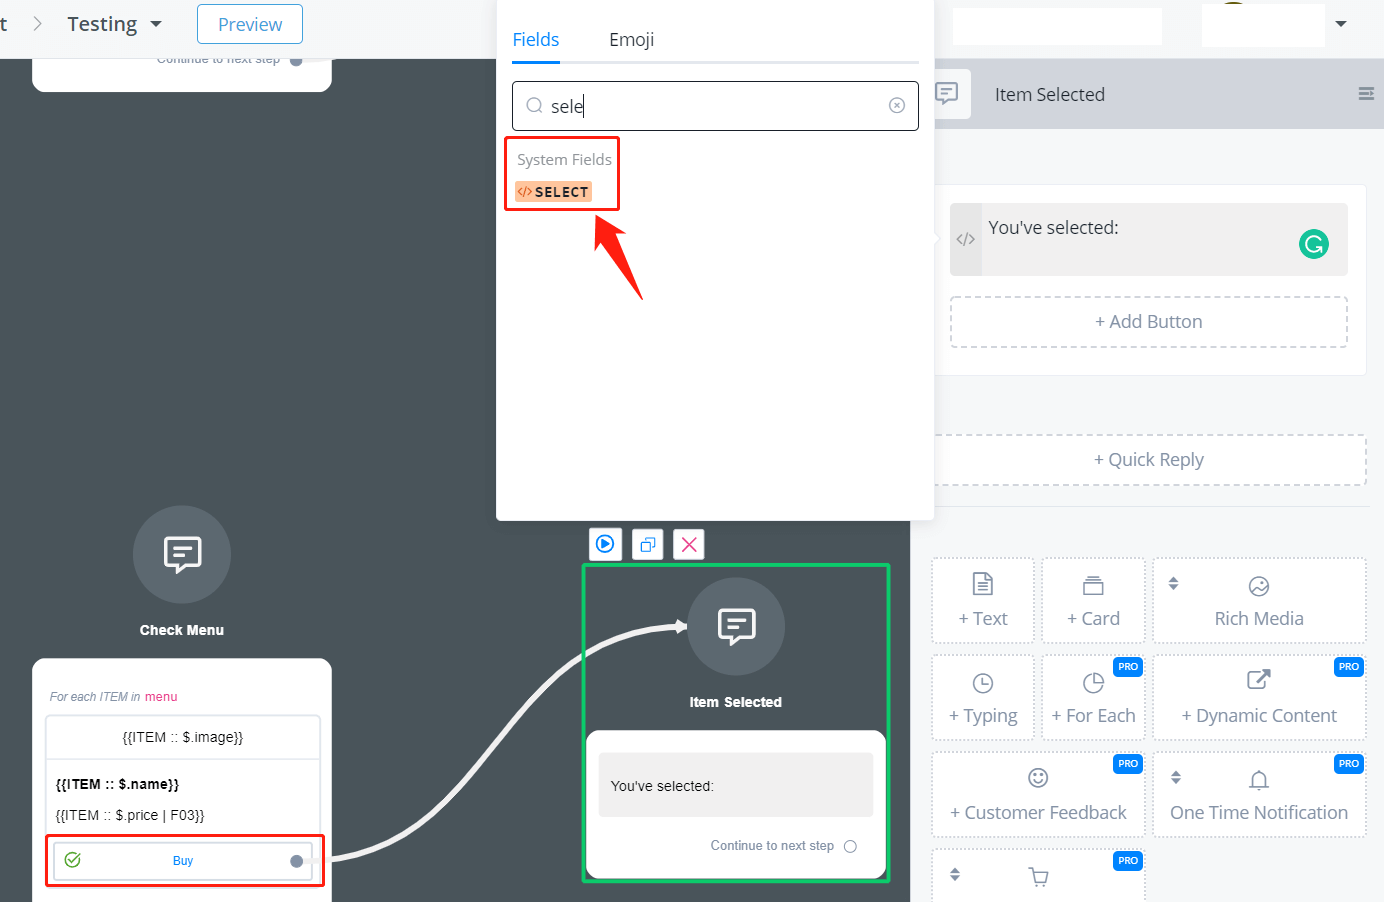 t
Testing
Preview
Continue to next step
Fields
Emoji
sele
System Fields
</> SELECT
Item Selected
</>
You've selected:
+ Add Button
+ Quick Reply
+ Text
+ Card
Rich Media
PRO
PRO
+ Typing
+ For Each
+ Dynamic Content
PRO
PRO
+ Customer Feedback
One Time Notification
PRO
Check Menu
For each ITEM in menu
{{ITEM :: $.image}}
{{ITEM :: $.name}}
{{ITEM :: $.price | F03}}
Buy
Item Selected
You've selected:
Continue to next step